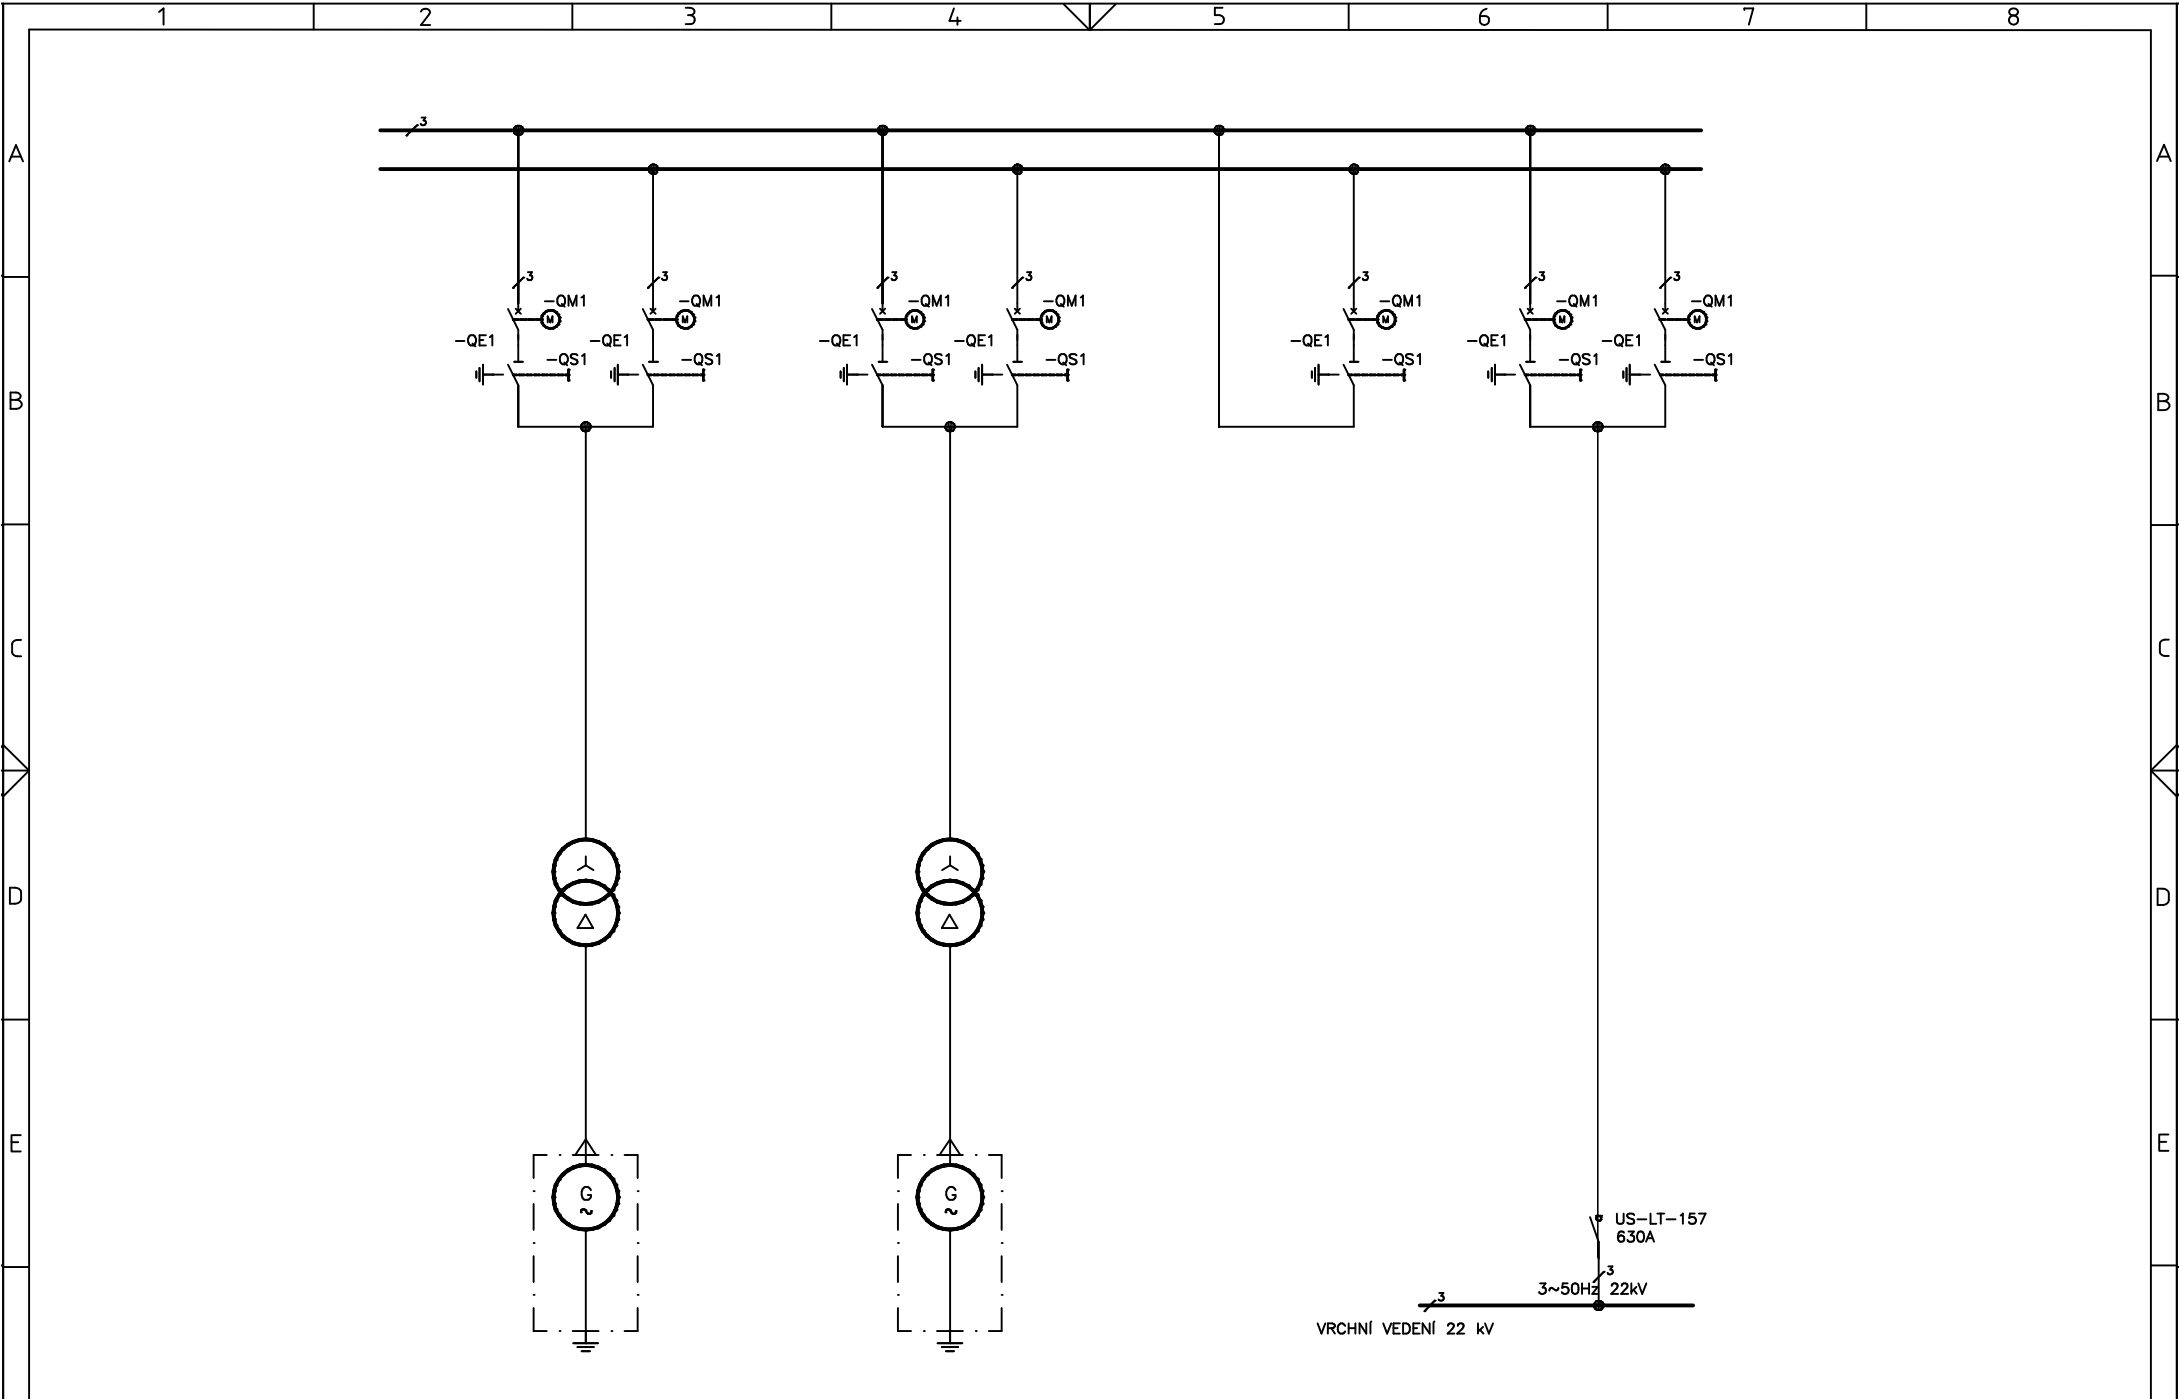 1 2 3 4 5 6 7 8
3
A A
3 3 3 3 3 3 3
-QM1 -QM1 -QM1 -QM1 -QM1 -QM1 -QM1
M M M M M M M
-QE1 -QE1 -QE1 -QE1 -QE1 -QE1 -QE1
-QS1 -QS1 -QS1 -QS1 -QS1 -QS1 -QS1
B B
C C
D D
E E
G G
~ ~
US-LT-157
630A
3
3~50Hz 22kV
3
VRCHNÍ VEDENÍ 22 kV